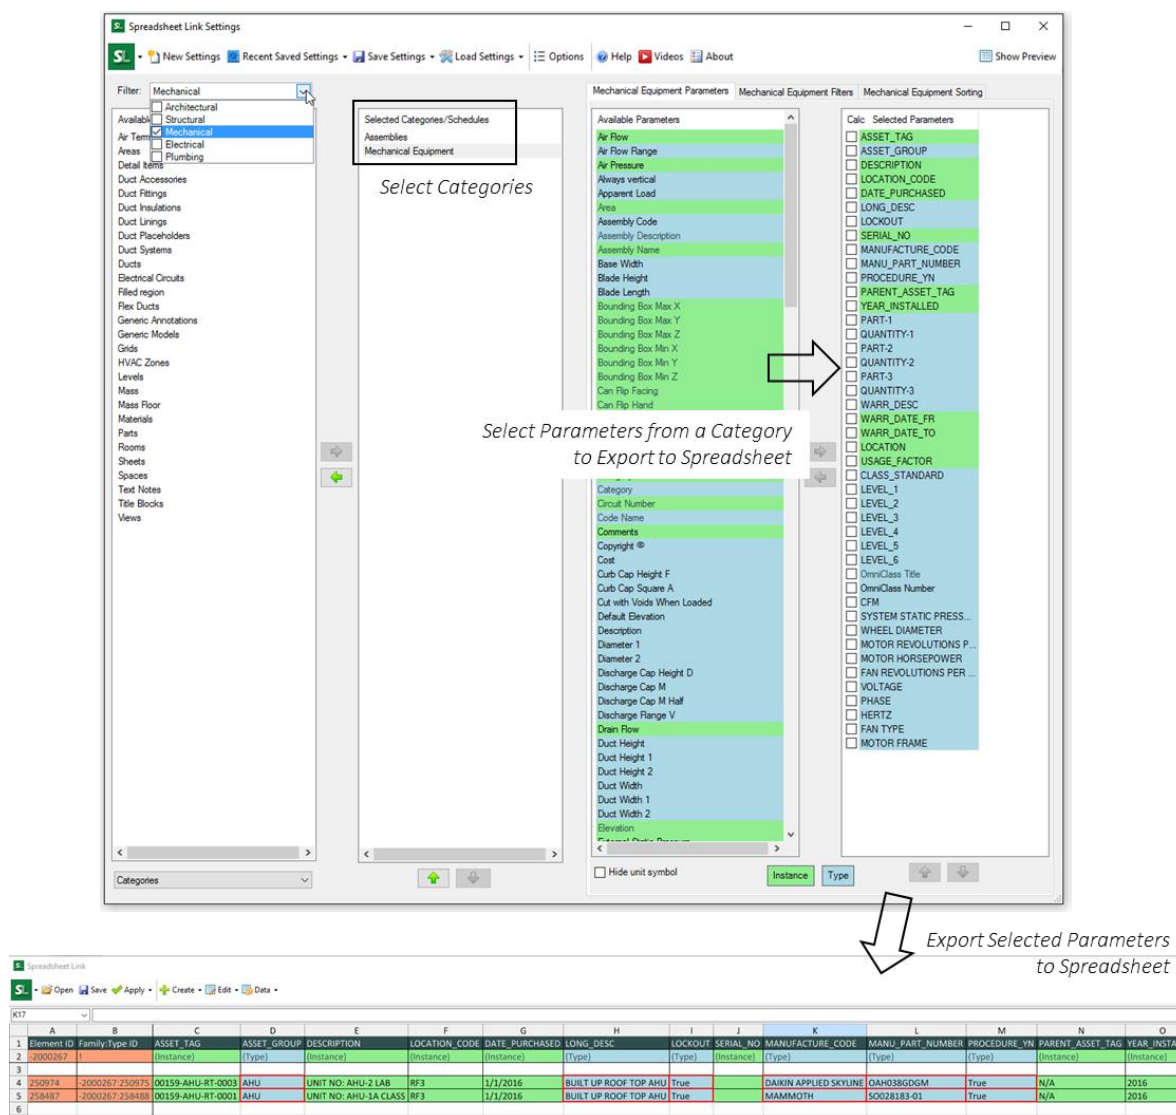 SL Spreadsheet Link Settings
SL New Settings Recent Saved Settings Save Settings Load Settings Options Help Videos About Show Preview
Filter: Mechanical
Architectural
Structural
Mechanical
Electrical
Plumbing
Availab
Air Term
Areas
Detail Items
Duct Accessories
Duct Fittings
Duct Insulations
Duct Linings
Duct Placeholders
Duct Systems
Ducts
Electrical Circuits
Filled region
Flex Ducts
Generic Annotations
Generic Models
Grids
HVAC Zones
Levels
Mass
Mass Floor
Materials
Parts
Rooms
Sheets
Spaces
Text Notes
Title Blocks
Views
Categories
Selected Categories/Schedules
Assemblies
Mechanical Equipment
Select Categories
Mechanical Equipment Parameters Mechanical Equipment Filters Mechanical Equipment Sorting
Available Parameters
Air Flow
Air Flow Range
Air Pressure
Always vertical
Apparent Load
Area
Assembly Code
Assembly Description
Assembly Name
Base Width
Blade Height
Blade Length
Bounding Box Max X
Bounding Box Max Y
Bounding Box Max Z
Bounding Box Min X
Bounding Box Min Y
Bounding Box Min Z
Can Flip Facing
Can Flip Hand
Select Parameters from a Category
to Export to Spreadsheet
Category
Circuit Number
Code Name
Comments
Copyright ©
Cost
Curb Cap Height F
Curb Cap Square A
Cut with Voids When Loaded
Default Elevation
Description
Diameter 1
Diameter 2
Discharge Cap Height D
Discharge Cap M
Discharge Cap M Half
Discharge Flange V
Drain Flow
Duct Height
Duct Height 1
Duct Height 2
Duct Width
Duct Width 1
Duct Width 2
Elevation
External Static Pressure
Hide unit symbol
Instance Type
Calc Selected Parameters
ASSET_TAG
ASSET_GROUP
DESCRIPTION
LOCATION_CODE
DATE_PURCHASED
LONG_DESC
LOCKOUT
SERIAL_NO
MANUFACTURE_CODE
MANU_PART_NUMBER
PROCEDURE_YN
PARENT_ASSET_TAG
YEAR_INSTALLED
PART-1
QUANTITY-1
PART-2
QUANTITY-2
PART-3
QUANTITY-3
WARR_DESC
WARR_DATE_FR
WARR_DATE_TO
LOCATION
USAGE_FACTOR
CLASS_STANDARD
LEVEL_1
LEVEL_2
LEVEL_3
LEVEL_4
LEVEL_5
LEVEL_6
OmniClass Title
OmniClass Number
CFM
SYSTEM STATIC PRESS...
WHEEL DIAMETER
MOTOR REVOLUTIONS P...
MOTOR HORSEPOWER
FAN REVOLUTIONS PER ...
VOLTAGE
PHASE
HERTZ
FAN TYPE
MOTOR FRAME
Export Selected Parameters
to Spreadsheet
SL Spreadsheet Link
SL Open Save Apply Create Edit Data
K17
A B C D E F G H I J K L M N O
1 Element ID Family:Type ID ASSET_TAG ASSET_GROUP DESCRIPTION LOCATION_CODE DATE_PURCHASED LONG_DESC LOCKOUT SERIAL_NO MANUFACTURE_CODE MANU_PART_NUMBER PROCEDURE_YN PARENT_ASSET_TAG YEAR_INSTA
2 -2000267 ! (Instance) (Type) (Instance) (Instance) (Instance) (Type) (Type) (Instance) (Type) (Type) (Type) (Instance) (Instance)
3
4 250974 -2000267:250975 00159-AHU-RT-0003 AHU UNIT NO: AHU-2 LAB RF3 1/1/2016 BUILT UP ROOF TOP AHU True DAIKIN APPLIED SKYLINE OAH038GDGM True N/A 2016
5 258487 -2000267:258488 00159-AHU-RT-0001 AHU UNIT NO: AHU-1A CLASS RF3 1/1/2016 BUILT UP ROOF TOP AHU True MAMMOTH SO028183-01 True N/A 2016
6